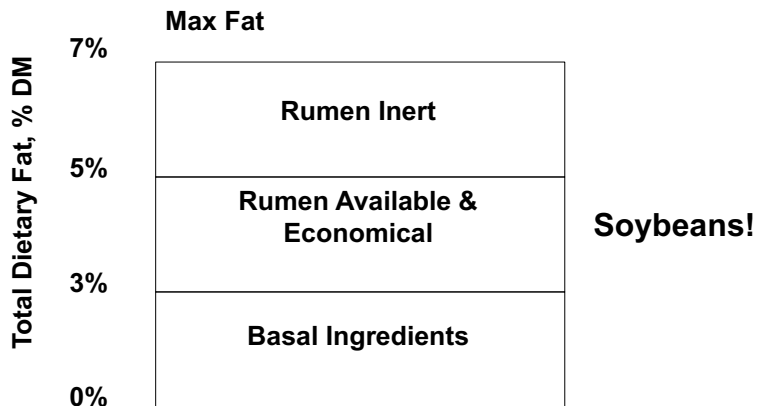 Max Fat
7%
Rumen Inert
5%
Rumen Available &
Economical
Soybeans!
3%
Basal Ingredients
0%
Total Dietary Fat, % DM